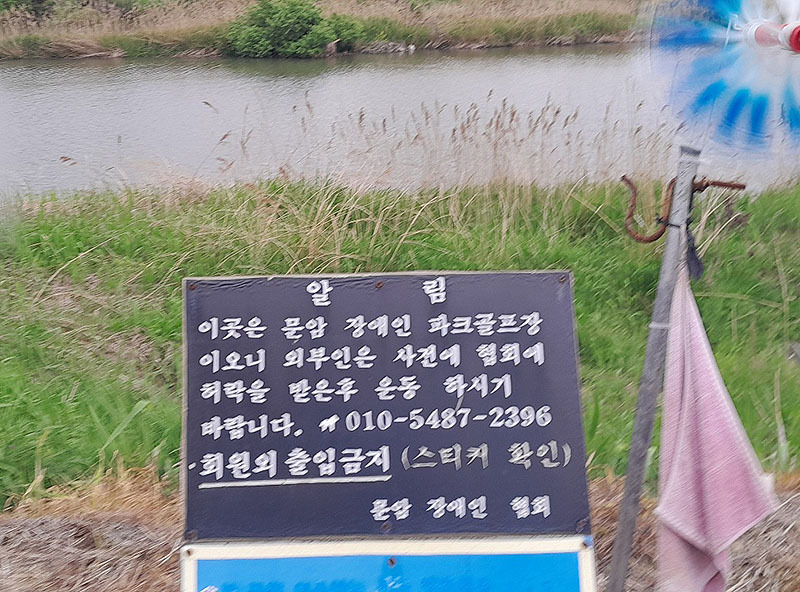 알 림
이곳은 문암 장애인 파크골프장
이오니 외부인은 사전에 협회에
허락을 받은후 운동 하시기
바랍니다. ☎010-5487-2396
·회원외 출입금지 (스티커 확인)
문암 장애인 협회